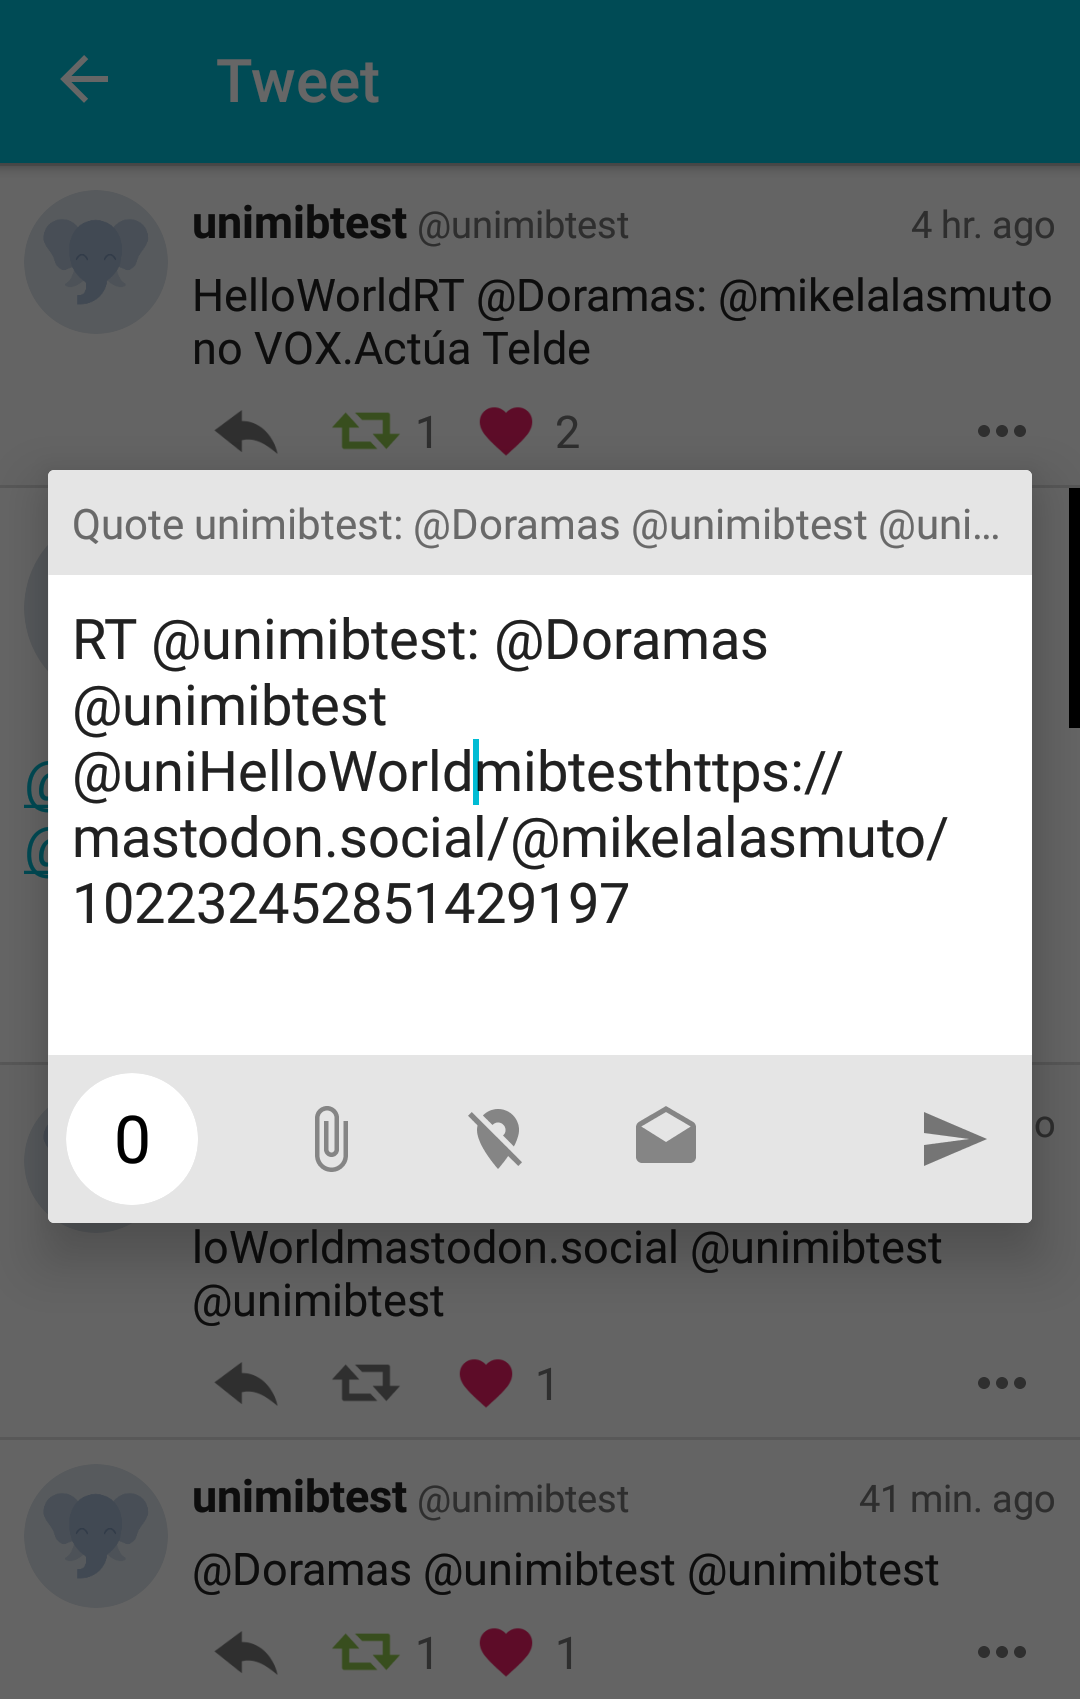 Tweet
unimibtest @unimibtest 4 hr. ago
HelloWorldRT @Doramas: @mikelalasmuto
no VOX.Actúa Telde
1 2
Quote unimibtest: @Doramas @unimibtest @uni...
RT @unimibtest: @Doramas
@unimibtest
@uniHelloWorldmibtesthttps://
mastodon.social/@mikelalasmuto/
102232452851429197
0
loWorldmastodon.social @unimibtest
@unimibtest
1
unimibtest @unimibtest 41 min. ago
@Doramas @unimibtest @unimibtest
1 1